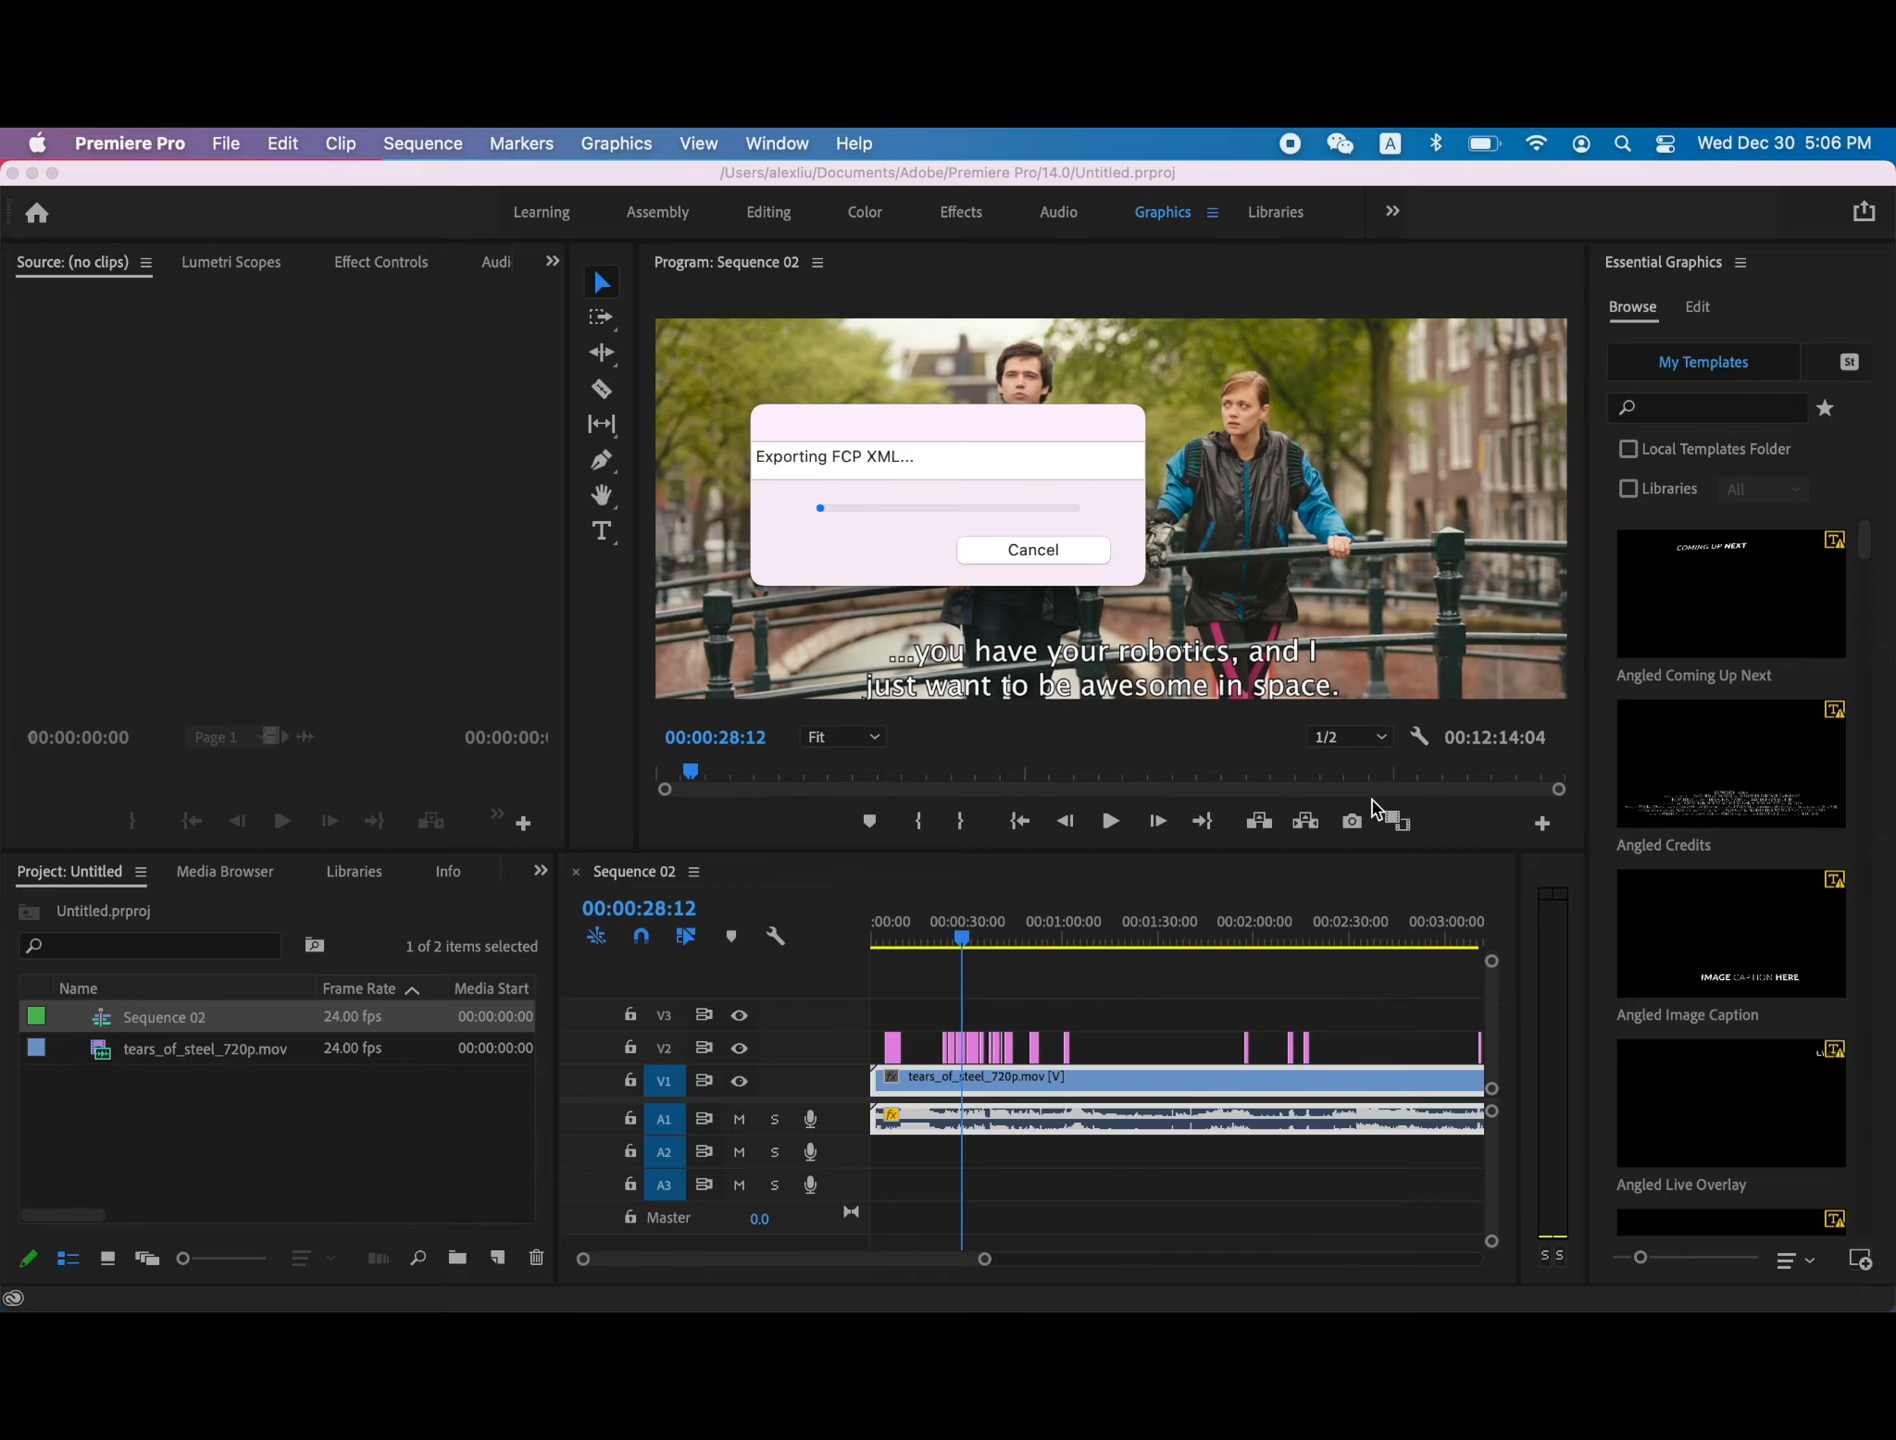 Premiere Pro File Edit Clip Sequence Markers Graphics View Window Help A Wed Dec 30 5:06 PM
/Users/alexliu/Documents/Adobe/Premiere Pro/14.0/Untitled.prproj
Learning Assembly Editing Color Effects Audio Graphics Libraries
Source: (no clips) Lumetri Scopes Effect Controls Audi
Program: Sequence 02
Essential Graphics
Browse Edit
My Templates St
Local Templates Folder
Libraries All
Exporting FCP XML...
Cancel
...you have your robotics, and I
just want to be awesome in space.
COMING UP NEXT
Angled Coming Up Next
Angled Credits
IMAGE CAPTION HERE
Angled Image Caption
Angled Live Overlay
00:00:00:00 Page 1 00:00:00:
00:00:28:12 Fit 1/2 00:12:14:04
Project: Untitled Media Browser Libraries Info
Untitled.prproj
1 of 2 items selected
Name Frame Rate Media Start
Sequence 02 24.00 fps 00:00:00:00
tears_of_steel_720p.mov 24.00 fps 00:00:00:00
Sequence 02
00:00:28:12
:00:00 00:00:30:00 00:01:00:00 00:01:30:00 00:02:00:00 00:02:30:00 00:03:00:00
V3
V2
V1 fx tears_of_steel_720p.mov [V]
A1 M S fx
A2 M S
A3 M S
Master 0.0
S S